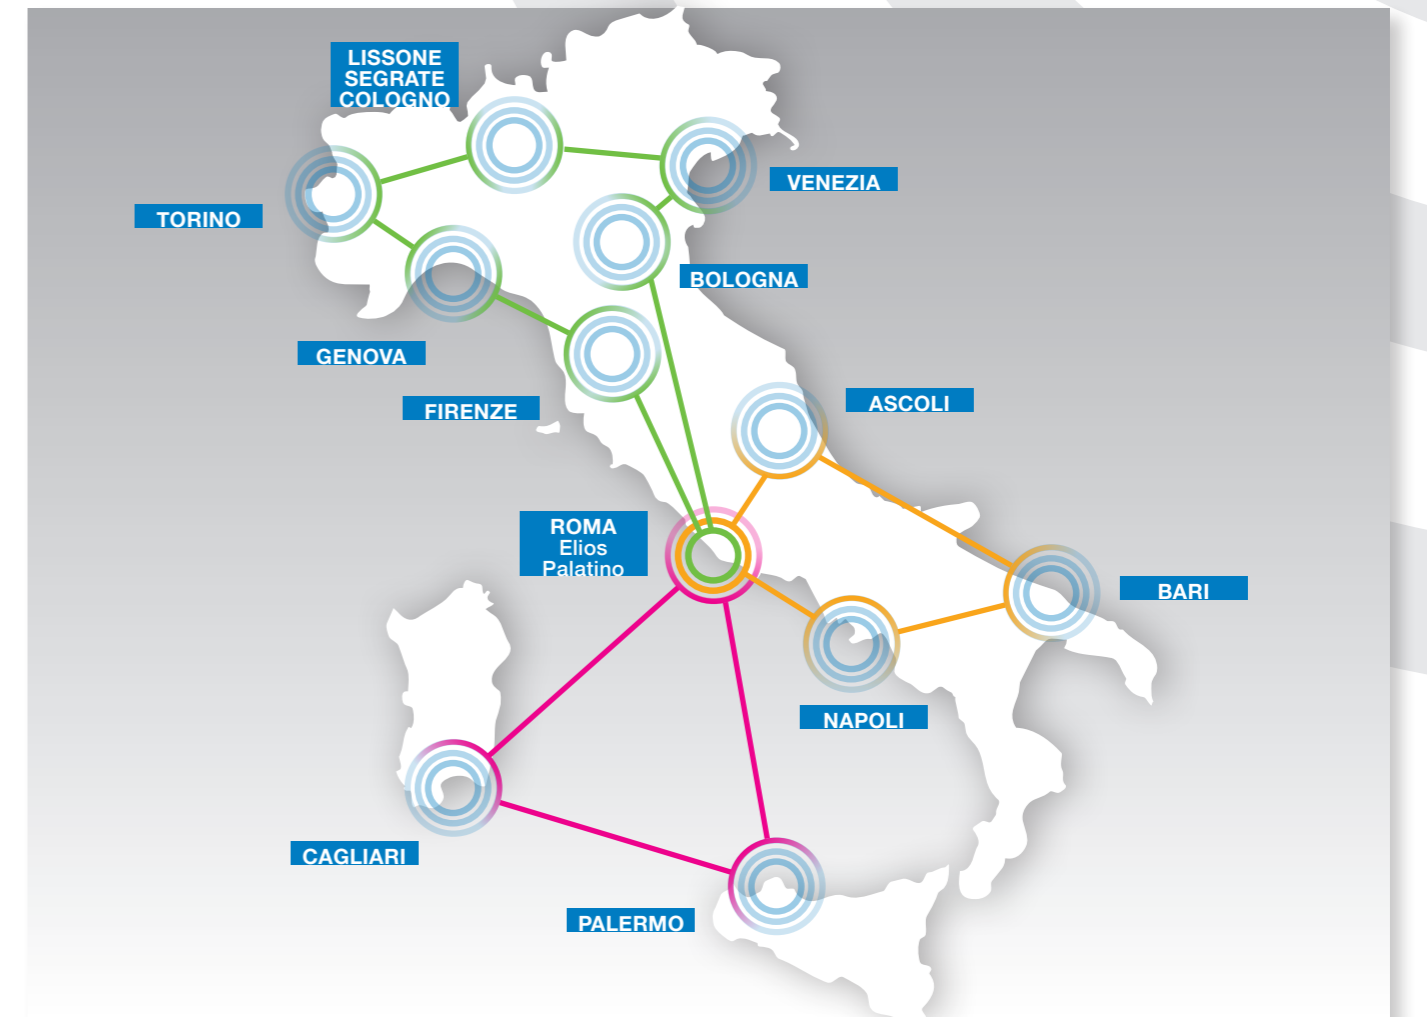 LISSONE
SEGRATE
COLOGNO
VENEZIA
TORINO
BOLOGNA
GENOVA
FIRENZE
ASCOLI
ROMA
Elios
Palatino
BARI
NAPOLI
CAGLIARI
PALERMO